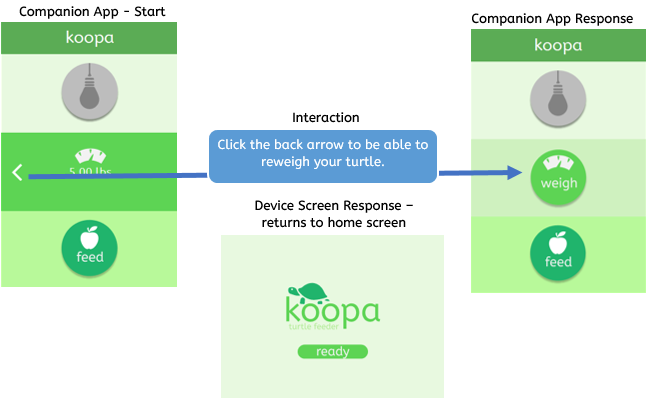 Companion App - Start
koopa
5.00 lbs
feed
Interaction
Click the back arrow to be able to
reweigh your turtle.
Device Screen Response –
returns to home screen
koopa
turtle feeder
ready
Companion App Response
koopa
weigh
feed